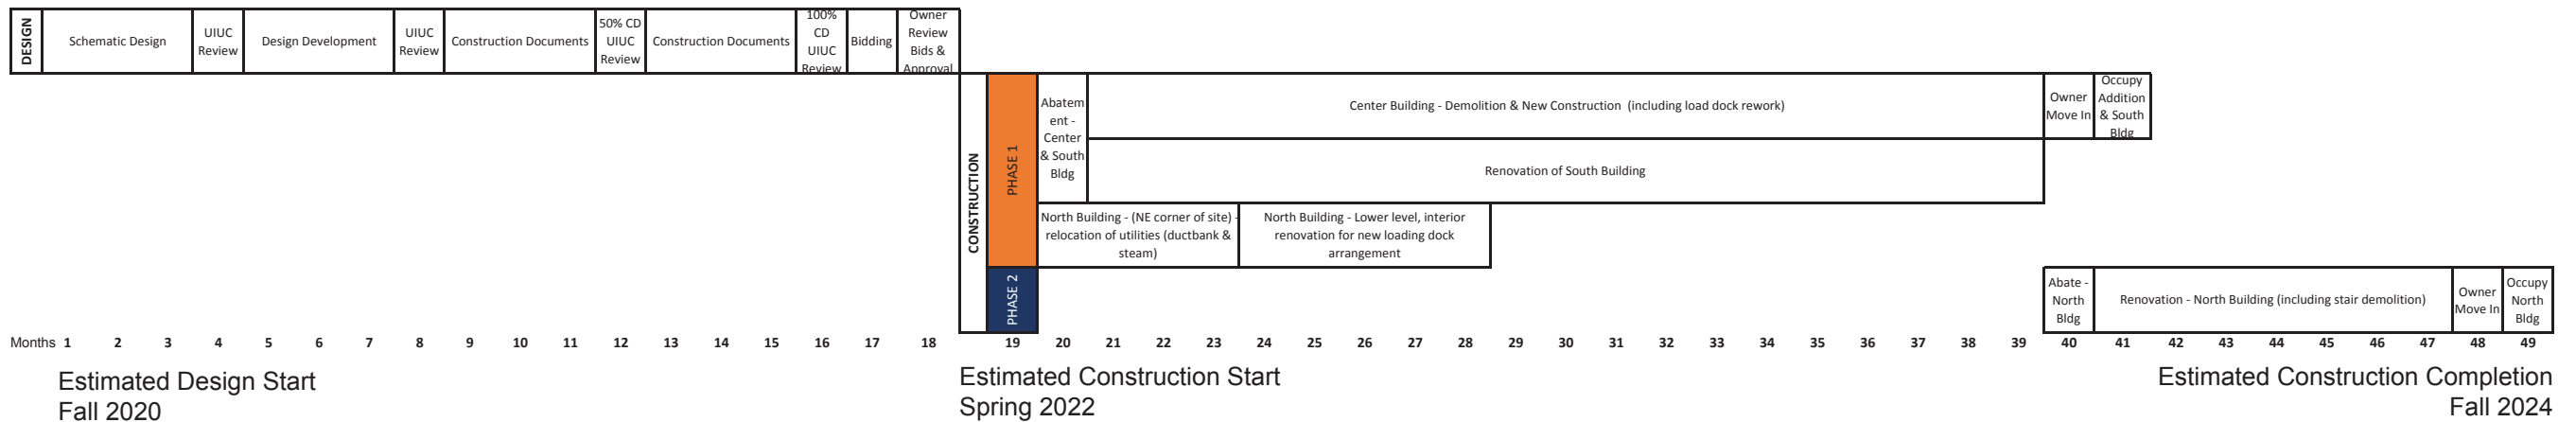 DESIGN
Schematic Design
UIUC
Review
Design Development
UIUC
Review
Construction Documents
50% CD
UIUC
Review
Construction Documents
100%
CD
UIUC
Review
Bidding
Owner
Review
Bids &
Approval
CONSTRUCTION
PHASE 1
Abatem
ent -
Center
& South
Bldg
Center Building - Demolition & New Construction (including load dock rework)
Owner
Move In
Occupy
Addition
& South
Bldg
Renovation of South Building
North Building - (NE corner of site) -
relocation of utilities (ductbank &
steam)
North Building - Lower level, interior
renovation for new loading dock
arrangement
PHASE 2
Abate -
North
Bldg
Renovation - North Building (including stair demolition)
Owner
Move In
Occupy
North
Bldg
Months 1 2 3 4 5 6 7 8 9 10 11 12 13 14 15 16 17 18 19 20 21 22 23 24 25 26 27 28 29 30 31 32 33 34 35 36 37 38 39 40 41 42 43 44 45 46 47 48 49
Estimated Design Start
Fall 2020
Estimated Construction Start
Spring 2022
Estimated Construction Completion
Fall 2024